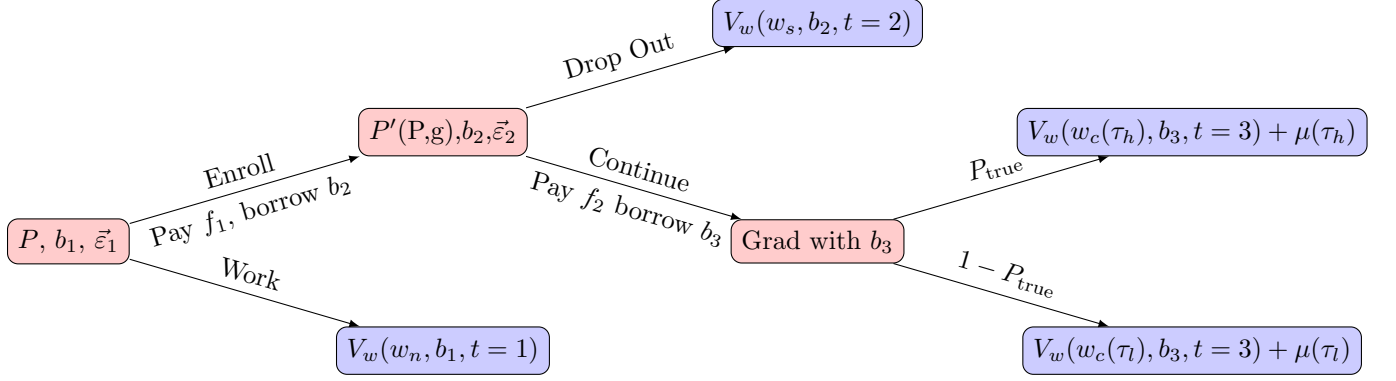 V_w(w_s, b_2, t = 2)
Drop Out
P′(P,g),b_2,ε⃗_2
V_w(w_c(τ_h), b_3, t = 3) + μ(τ_h)
Enroll
Continue
P_true
Pay f_1, borrow b_2
Pay f_2 borrow b_3
P, b_1, ε⃗_1
Grad with b_3
Work
1 − P_true
V_w(w_n, b_1, t = 1)
V_w(w_c(τ_l), b_3, t = 3) + μ(τ_l)